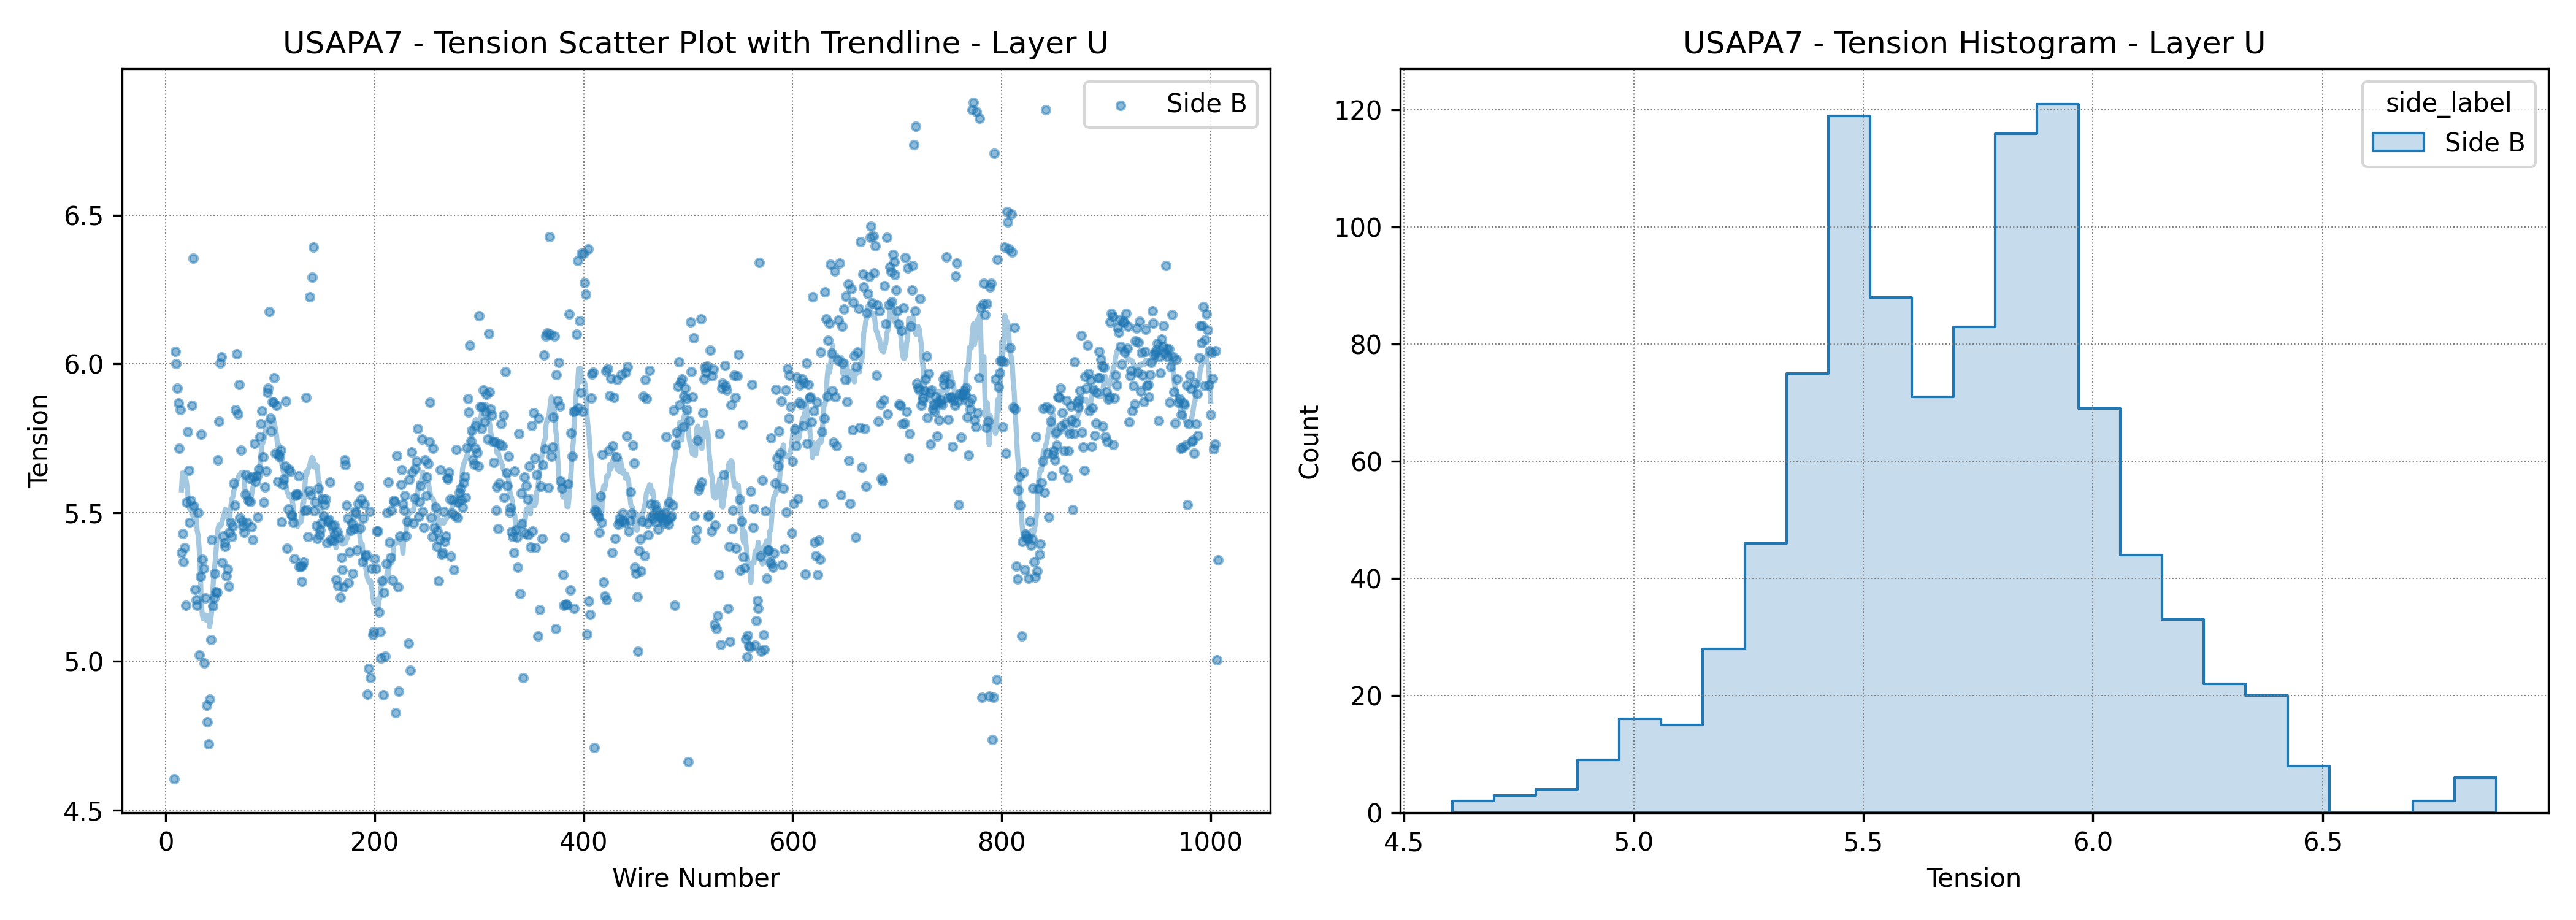 USAPA7 - Tension Scatter Plot with Trendline - Layer U
Side B
Tension
6.5
6.0
5.5
5.0
4.5
0
200
400
600
800
1000
Wire Number
USAPA7 - Tension Histogram - Layer U
side_label
Side B
Count
120
100
80
60
40
20
0
4.5
5.0
5.5
6.0
6.5
Tension